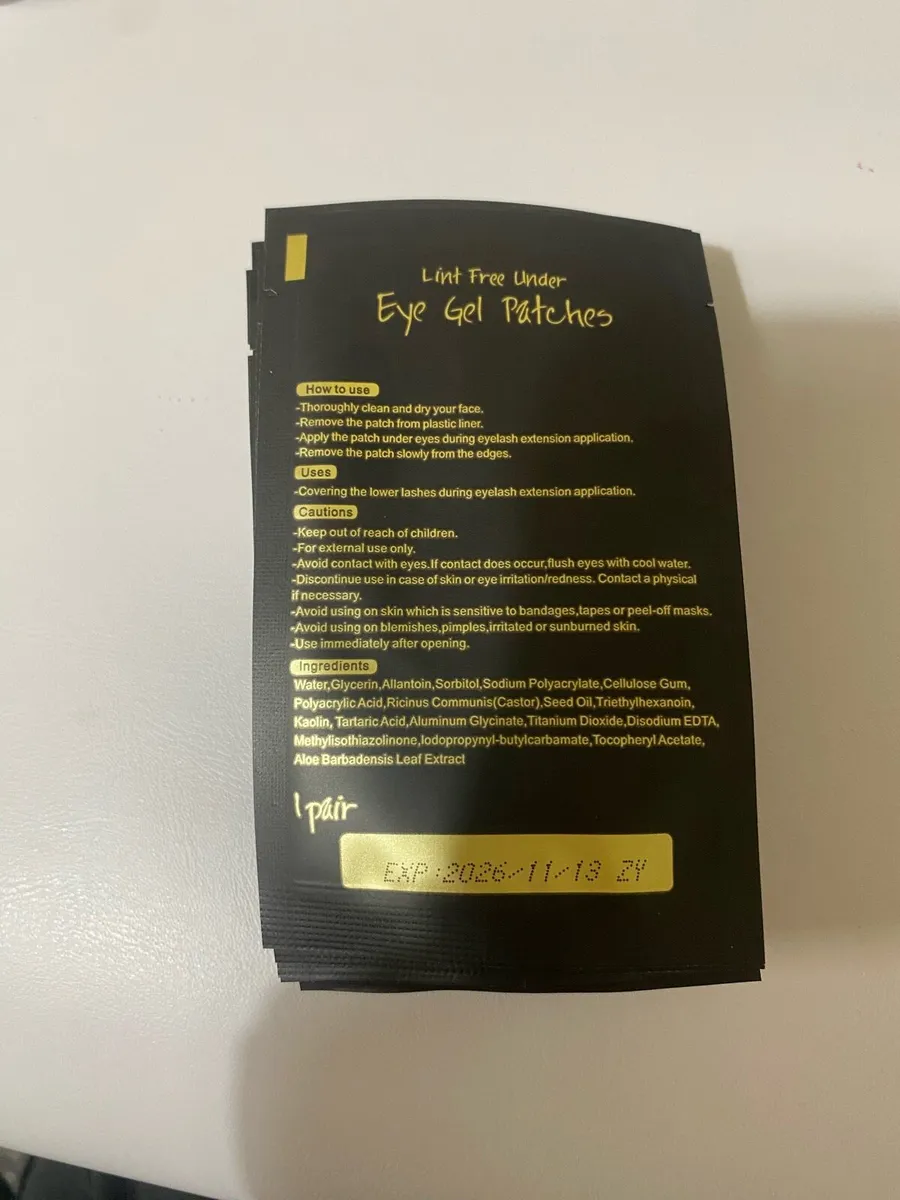 Lint Free Under
Eye Gel Patches
How to use
-Thoroughly clean and dry your face.
-Remove the patch from plastic liner.
-Apply the patch under eyes during eyelash extension application.
-Remove the patch slowly from the edges.
Uses
-Covering the lower lashes during eyelash extension application.
Cautions
-Keep out of reach of children.
-For external use only.
-Avoid contact with eyes.If contact does occur,flush eyes with cool water.
-Discontinue use in case of skin or eye irritation/redness. Contact a physical
if necessary.
-Avoid using on skin which is sensitive to bandages,tapes or peel-off masks.
-Avoid using on blemishes,pimples,irritated or sunburned skin.
-Use immediately after opening.
Ingredients
Water,Glycerin,Allantoin,Sorbitol,Sodium Polyacrylate,Cellulose Gum,
Polyacrylic Acid,Ricinus Communis(Castor),Seed Oil,Triethylhexanoin,
Kaolin, Tartaric Acid,Aluminum Glycinate,Titanium Dioxide,Disodium EDTA,
Methylisothiazolinone,Iodopropynyl-butylcarbamate,Tocopheryl Acetate,
Aloe Barbadensis Leaf Extract
1 pair
EXP:2026/11/13 ZY